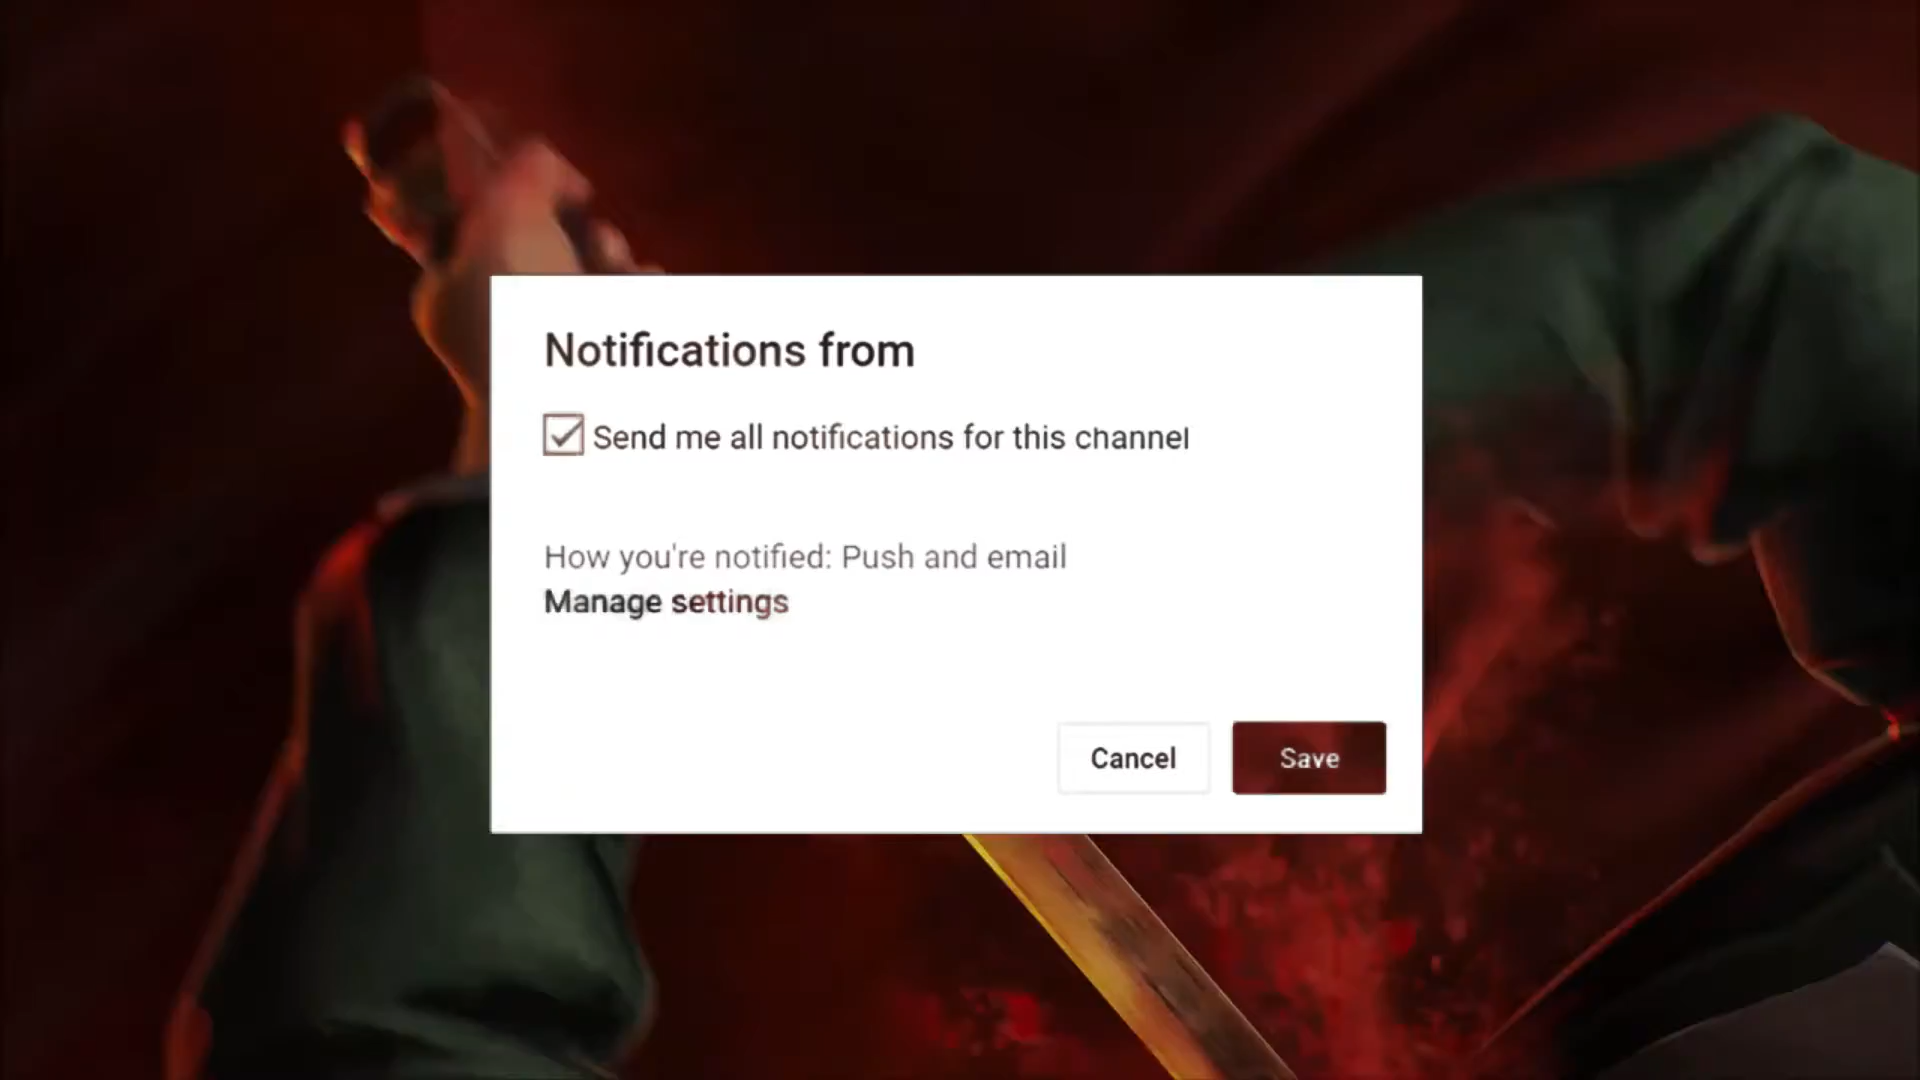 Notifications from
Send me all notifications for this channel
How you're notified: Push and email
Manage settings
Cancel
Save